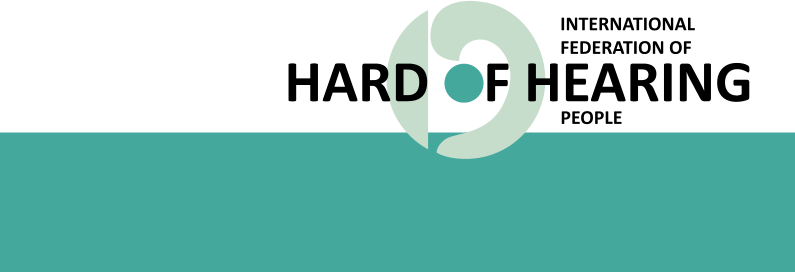 INTERNATIONAL
FEDERATION OF
HARD OF HEARING
PEOPLE